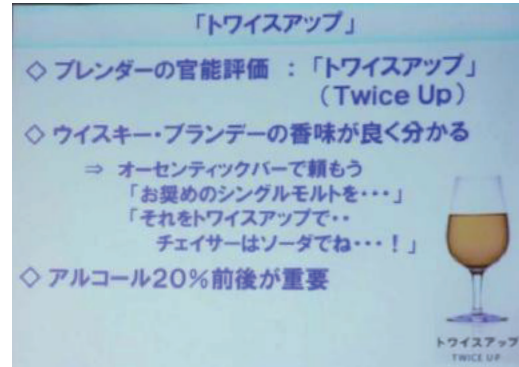 「トワイスアップ」
◇ ブレンダーの官能評価 : 「トワイスアップ」
(Twice Up)
◇ ウイスキー・ブランデーの香味が良く分かる
⇒ オーセンティックバーで頼もう
「お奨めのシングルモルトを・・・」
「それをトワイスアップで・・
チェイサーはソーダでね・・・!」
◇ アルコール20%前後が重要
トワイスアップ
TWICE UP